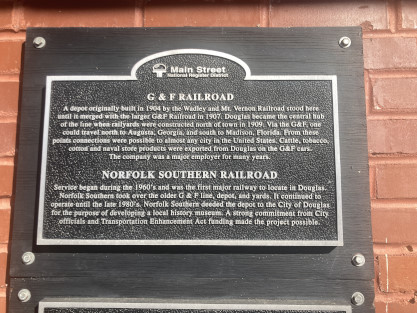 Main Street
National Register District
G & F RAILROAD
A depot originally built in 1904 by the Wadley and Mt. Vernon Railroad stood here
until it merged with the larger G&F Railroad in 1907. Douglas became the central hub
of the line when railyards were constructed north of town in 1909. Via the G&F, one
could travel north to Augusta, Georgia, and south to Madison, Florida. From these
points connections were possible to almost any city in the United States. Cattle, tobacco,
cotton and naval store products were exported from Douglas on the G&F cars.
The company was a major employer for many years.
NORFOLK SOUTHERN RAILROAD
Service began during the 1960's and was the first major railway to locate in Douglas.
Norfolk Southern took over the older G & F line, depot, and yards. It continued to
operate until the late 1980's. Norfolk Southern deeded the depot to the City of Douglas
for the purpose of developing a local history museum. A strong commitment from City
officials and Transportation Enhancement Act funding made the project possible.